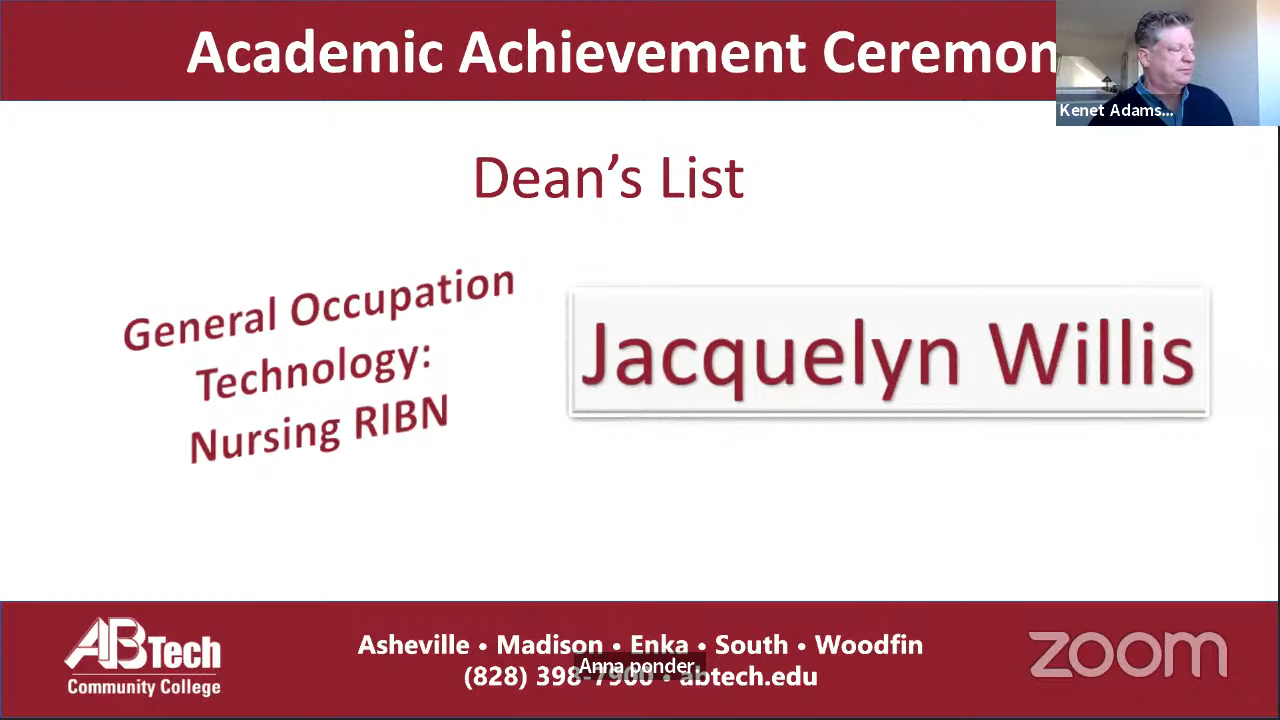 Academic Achievement Ceremon
Kenet Adams...
Dean's List
General Occupation
Technology:
Nursing RIBN
Jacquelyn Willis
AB Tech
Community College
Asheville • Madison • Enka • South • Woodfin
(828) 398-7900 • abtech.edu
Anna ponder.
zoom